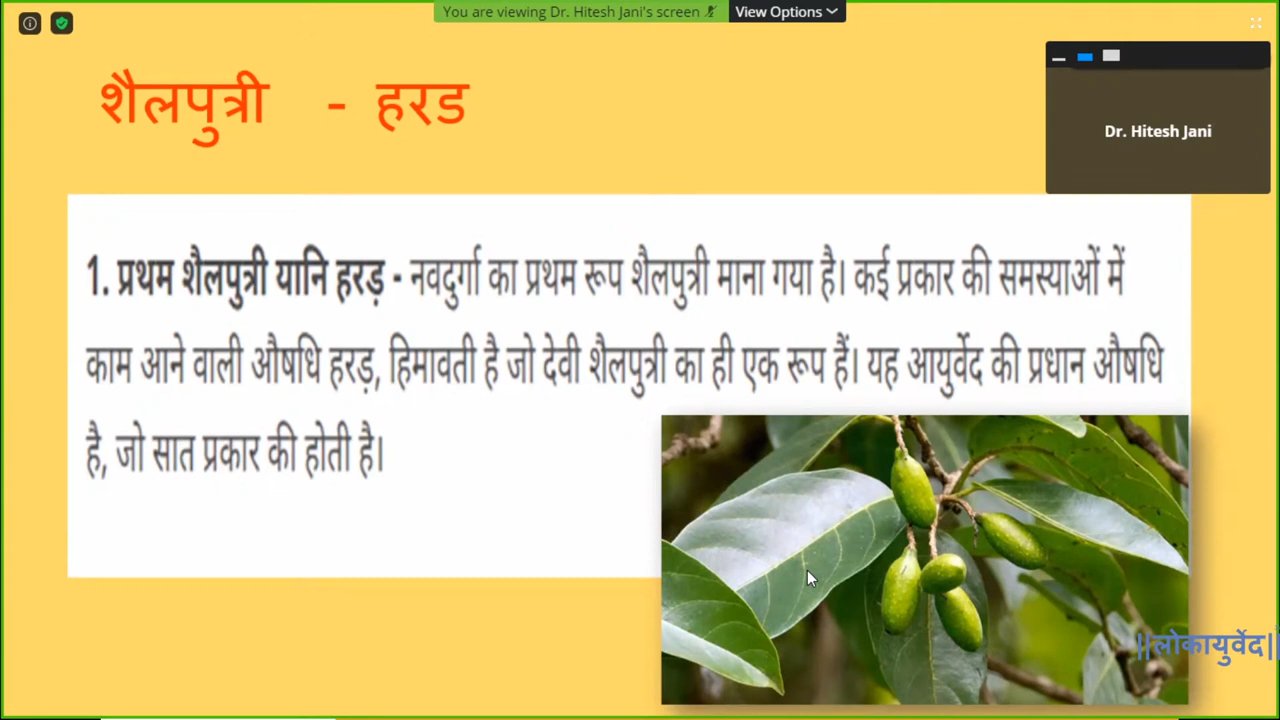 You are viewing Dr. Hitesh Jani's screen
View Options
शैलपुत्री - हरड
Dr. Hitesh Jani
1. प्रथम शैलपुत्री यानि हरड़ - नवदुर्गा का प्रथम रूप शैलपुत्री माना गया है। कई प्रकार की समस्याओं में
काम आने वाली औषधि हरड़, हिमावती है जो देवी शैलपुत्री का ही एक रूप हैं। यह आयुर्वेद की प्रधान औषधि
है, जो सात प्रकार की होती है।
||लोकायुर्वेद||